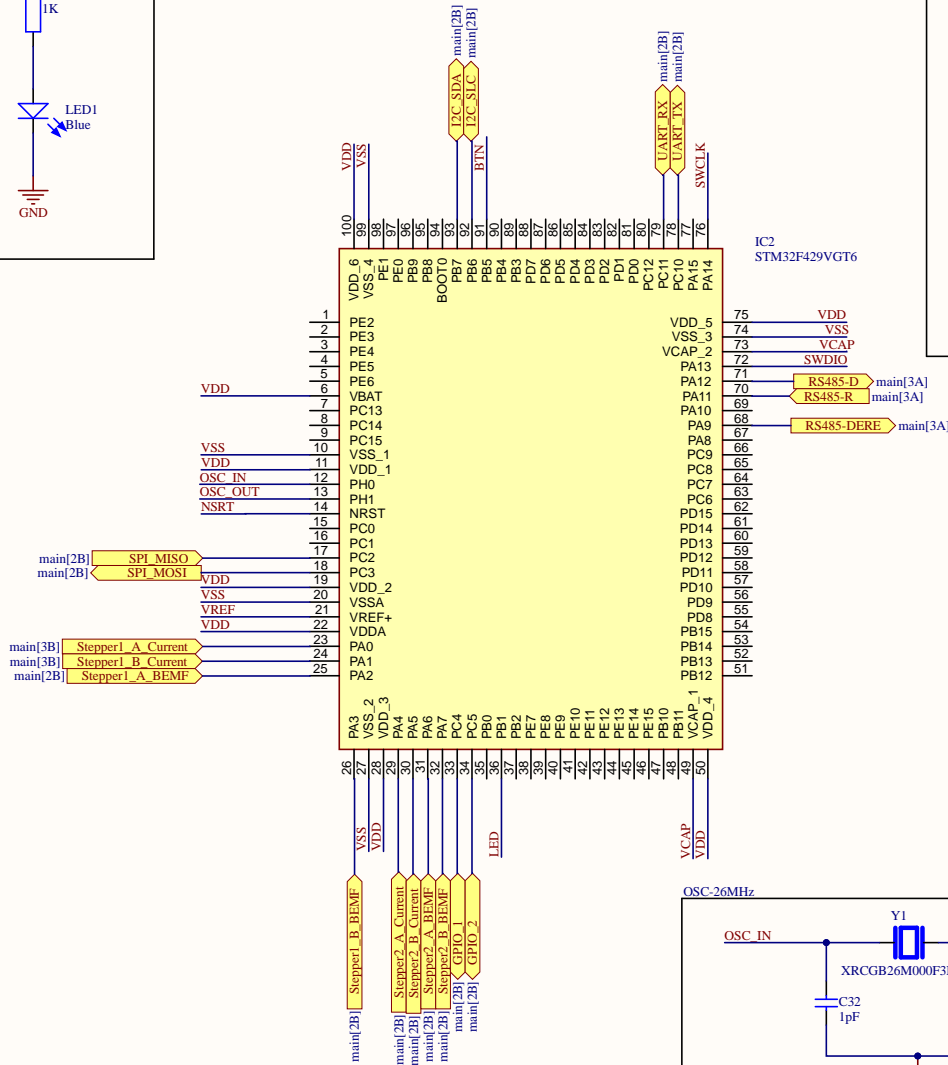 1K
LED1
Blue
GND
main[2B]
main[2B]
I2C_SDA
I2C_SLC
VDD
VSS
BTN
main[2B]
main[2B]
UART_RX
UART_TX
SWCLK
100 99 98 97 96 95 94 93 92 91 90 89 88 87 86 85 84 83 82 81 80 79 78 77 76
VDD_6 VSS_4 PE1 PE0 PB9 PB8 BOOT0 PB7 PB6 PB5 PB4 PB3 PD7 PD6 PD5 PD4 PD3 PD2 PD1 PD0 PC12 PC11 PC10 PA15 PA14
IC2
STM32F429VGT6
1 PE2
2 PE3
3 PE4
4 PE5
5 PE6
VDD 6 VBAT
7 PC13
8 PC14
9 PC15
VSS 10 VSS_1
VDD 11 VDD_1
OSC_IN 12 PH0
OSC_OUT 13 PH1
NSRT 14 NRST
15 PC0
16 PC1
main[2B] SPI_MISO 17 PC2
main[2B] SPI_MOSI 18 PC3
VDD 19 VDD_2
VSS 20 VSSA
VREF 21 VREF+
VDD 22 VDDA
main[3B] Stepper1_A_Current 23 PA0
main[3B] Stepper1_B_Current 24 PA1
main[2B] Stepper1_A_BEMF 25 PA2
VDD_5 75 VDD
VSS_3 74 VSS
VCAP_2 73 VCAP
PA13 72 SWDIO
PA12 71 RS485-D main[3A]
PA11 70 RS485-R main[3A]
PA10 69
PA9 68 RS485-DERE main[3A]
PA8 67
PC9 66
PC8 65
PC7 64
PC6 63
PD15 62
PD14 61
PD13 60
PD12 59
PD11 58
PD10 57
PD9 56
PD8 55
PB15 54
PB14 53
PB13 52
PB12 51
PA3 VSS_2 VDD_3 PA4 PA5 PA6 PA7 PC4 PC5 PB0 PB1 PB2 PE7 PE8 PE9 PE10 PE11 PE12 PE13 PE14 PE15 PB10 PB11 VCAP_1 VDD_4
26 27 28 29 30 31 32 33 34 35 36 37 38 39 40 41 42 43 44 45 46 47 48 49 50
VSS
VDD
LED
VCAP
VDD
Stepper1_B_BEMF
Stepper2_A_Current
Stepper2_B_Current
Stepper2_A_BEMF
Stepper2_B_BEMF
GPIO_1
GPIO_2
main[2B]
main[2B]
main[2B]
main[2B]
main[2B]
main[2B]
main[2B]
OSC-26MHz
OSC_IN
Y1
XRCGB26M000F3
C32
1pF